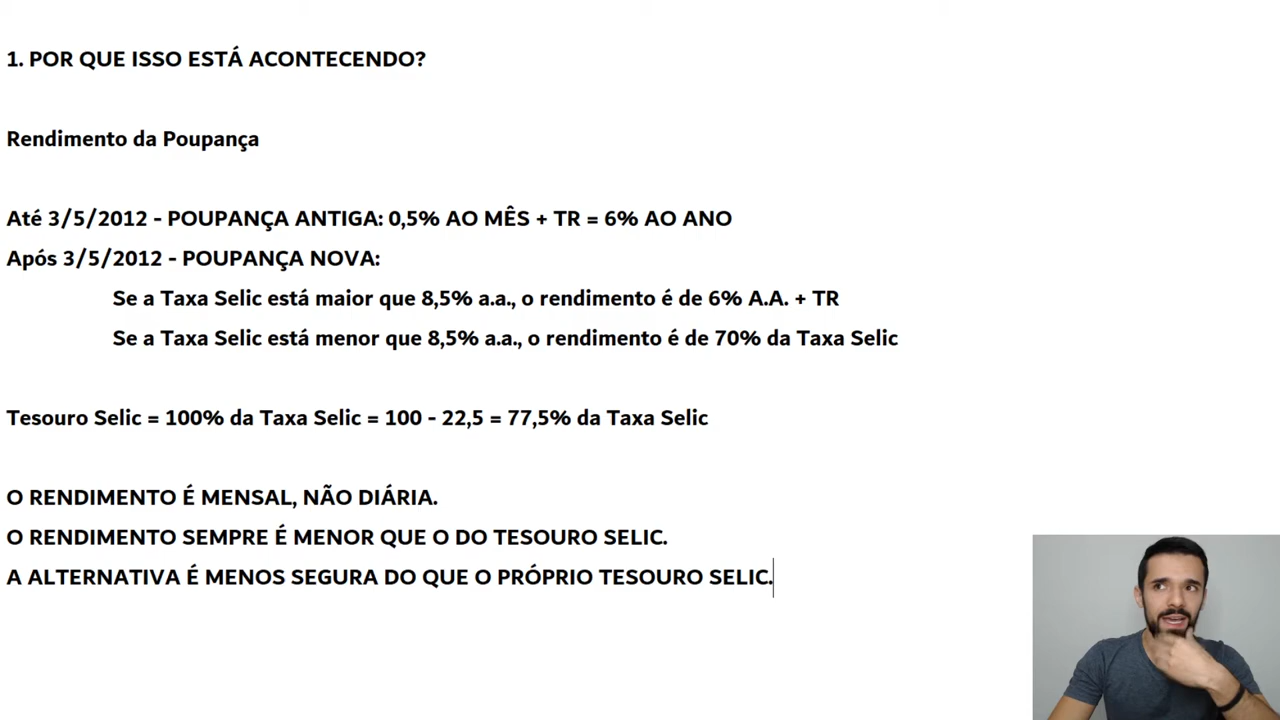 1. POR QUE ISSO ESTÁ ACONTECENDO?
Rendimento da Poupança
Até 3/5/2012 - POUPANÇA ANTIGA: 0,5% AO MÊS + TR = 6% AO ANO
Após 3/5/2012 - POUPANÇA NOVA:
Se a Taxa Selic está maior que 8,5% a.a., o rendimento é de 6% A.A. + TR
Se a Taxa Selic está menor que 8,5% a.a., o rendimento é de 70% da Taxa Selic
Tesouro Selic = 100% da Taxa Selic = 100 - 22,5 = 77,5% da Taxa Selic
O RENDIMENTO É MENSAL, NÃO DIÁRIA.
O RENDIMENTO SEMPRE É MENOR QUE O DO TESOURO SELIC.
A ALTERNATIVA É MENOS SEGURA DO QUE O PRÓPRIO TESOURO SELIC.